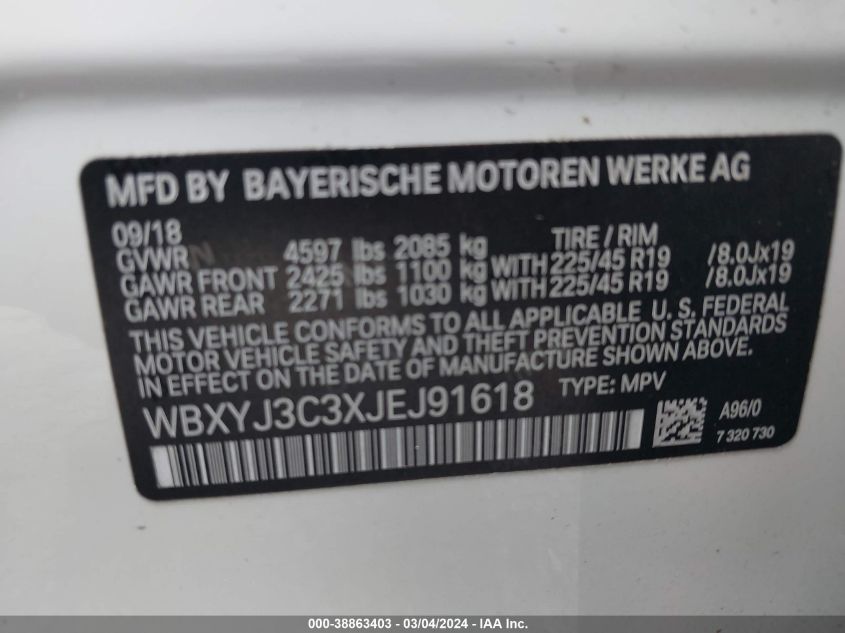 MFD BY BAYERISCHE MOTOREN WERKE AG
09/18
GVWR 4597 lbs 2085 kg TIRE / RIM
GAWR FRONT 2425 lbs 1100 kg WITH 225/45 R19 /8.0Jx19
GAWR REAR 2271 lbs 1030 kg WITH 225/45 R19 /8.0Jx19
THIS VEHICLE CONFORMS TO ALL APPLICABLE U. S. FEDERAL
MOTOR VEHICLE SAFETY AND THEFT PREVENTION STANDARDS
IN EFFECT ON THE DATE OF MANUFACTURE SHOWN ABOVE.
WBXYJ3C3XJEJ91618 TYPE: MPV
A96/0
7 320 730
000-38863403 - 03/04/2024 - IAA Inc.